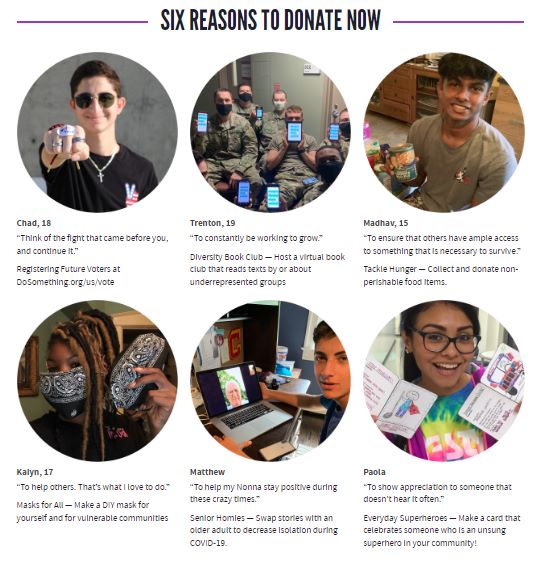 SIX REASONS TO DONATE NOW
Chad, 18
“Think of the fight that came before you,
and continue it.”
Registering Future Voters at
DoSomething.org/us/vote
Trenton, 19
“To constantly be working to grow.”
Diversity Book Club — Host a virtual book
club that reads texts by or about
underrepresented groups
Madhav, 15
“To ensure that others have ample access
to something that is necessary to survive.”
Tackle Hunger — Collect and donate non-
perishable food items.
Kalyn, 17
“To help others. That’s what I love to do.”
Masks for All — Make a DIY mask for
yourself and for vulnerable communities
Matthew
“To help my Nonna stay positive during
these crazy times.”
Senior Homies — Swap stories with an
older adult to decrease isolation during
COVID-19.
Paola
“To show appreciation to someone that
doesn’t hear it often.”
Everyday Superheroes — Make a card that
celebrates someone who is an unsung
superhero in your community!